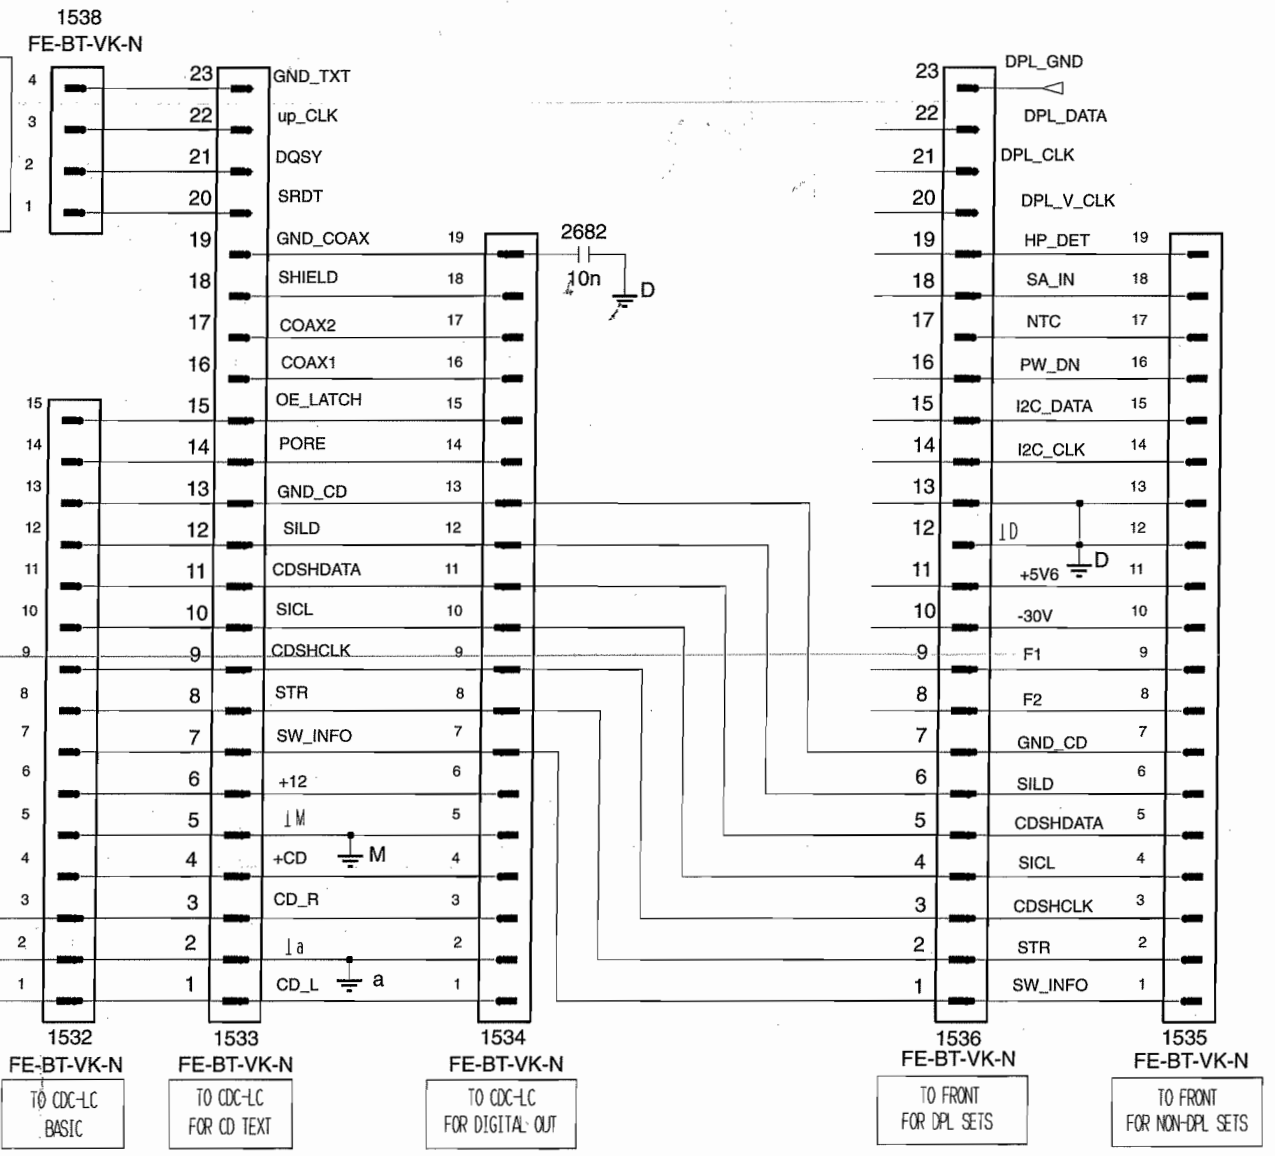 1538
FE-BT-VK-N
4 23 GND_TXT
3 22 up_CLK
2 21 DQSY
1 20 SRDT
19 GND_COAX 19
18 SHIELD 18
17 COAX2 17
16 COAX1 16
15 15 OE_LATCH 15
14 14 PORE 14
13 13 GND_CD 13
12 12 SILD 12
11 11 CDSHDATA 11
10 10 SICL 10
9 9 CDSHCLK 9
8 8 STR 8
7 7 SW_INFO 7
6 6 +12 6
5 5 ⊥M 5
M
4 4 +CD 4
3 3 CD_R 3
2 2 ⊥a 2
a
1 1 CD_L 1
2682
10n
D
23 DPL_GND
22 DPL_DATA
21 DPL_CLK
20 DPL_V_CLK
19 HP_DET 19
18 SA_IN 18
17 NTC 17
16 PW_DN 16
15 I2C_DATA 15
14 I2C_CLK 14
13 13
12 ⊥D 12
D
11 +5V6 11
10 -30V 10
9 F1 9
8 F2 8
7 GND_CD 7
6 SILD 6
5 CDSHDATA 5
4 SICL 4
3 CDSHCLK 3
2 STR 2
1 SW_INFO 1
1532
FE-BT-VK-N
TO CDC-LC
BASIC
1533
FE-BT-VK-N
TO CDC-LC
FOR CD TEXT
1534
FE-BT-VK-N
TO CDC-LC
FOR DIGITAL OUT
1536
FE-BT-VK-N
TO FRONT
FOR DPL SETS
1535
FE-BT-VK-N
TO FRONT
FOR NON-DPL SETS